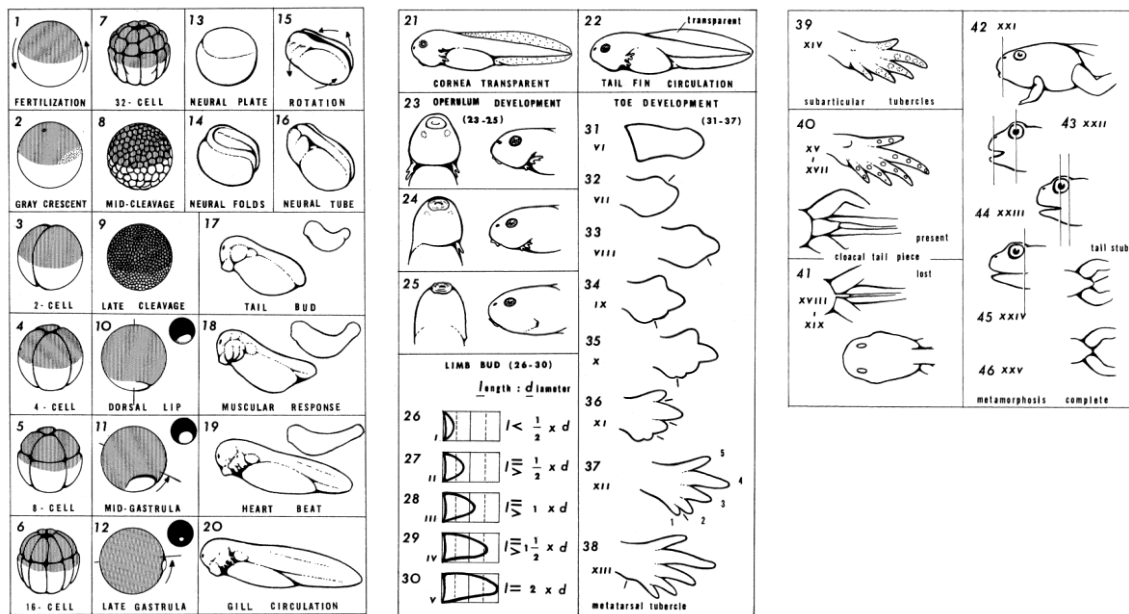 1
FERTILIZATION
2
GRAY CRESCENT
3
2-CELL
4
4-CELL
5
8-CELL
6
16-CELL
7
32-CELL
8
MID-CLEAVAGE
9
LATE CLEAVAGE
10
DORSAL LIP
11
MID-GASTRULA
12
LATE GASTRULA
13
NEURAL PLATE
14
NEURAL FOLDS
15
ROTATION
16
NEURAL TUBE
17
TAIL BUD
18
MUSCULAR RESPONSE
19
HEART BEAT
20
GILL CIRCULATION
21
CORNEA TRANSPARENT
22
transparent
TAIL FIN CIRCULATION
23 OPERULUM DEVELOPMENT
(23-25)
24
25
LIMB BUD (26-30)
length : diameter
26
I
l < 1/2 x d
27
II
l ≧ 1/2 x d
28
III
l ≧ 1 x d
29
IV
l ≧ 1 1/2 x d
30
V
l = 2 x d
TOE DEVELOPMENT
(31-37)
31
VI
32
VII
33
VIII
34
IX
35
X
36
XI
37
XII
5
4
3
2
1
38
XIII
metatarsal tubercle
39
XIV
subarticular tubercles
40
XV
-
XVII
present
cloacal tail piece
41
lost
XVIII
-
XIX
42 XXI
43 XXII
44 XXIII
tail stub
45 XXIV
46 XXV
metamorphosis complete